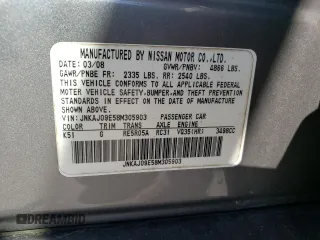 MANUFACTURED BY NISSAN MOTOR CO.,LTD.
DATE: 03/08 GVWR/PNBV: 4866 LBS.
GAWR/PNBE FR: 2335 LBS. RR: 2540 LBS.
THIS VEHICLE CONFORMS TO ALL APPLICABLE FEDERAL
MOTOR VEHICLE SAFETY,BUMPER,AND THEFT PREVENTION
STANDARDS IN EFFECT ON THE DATE OF MANUFACTURE
SHOWN ABOVE.
VIN: JNKAJ09E58M305903 PASSENGER CAR
COLOR TRIM TRANS AXLE ENGINE
K51 G RE5R05A RC31 VQ35(HR) 3498CC
JNKAJ09E58M305903